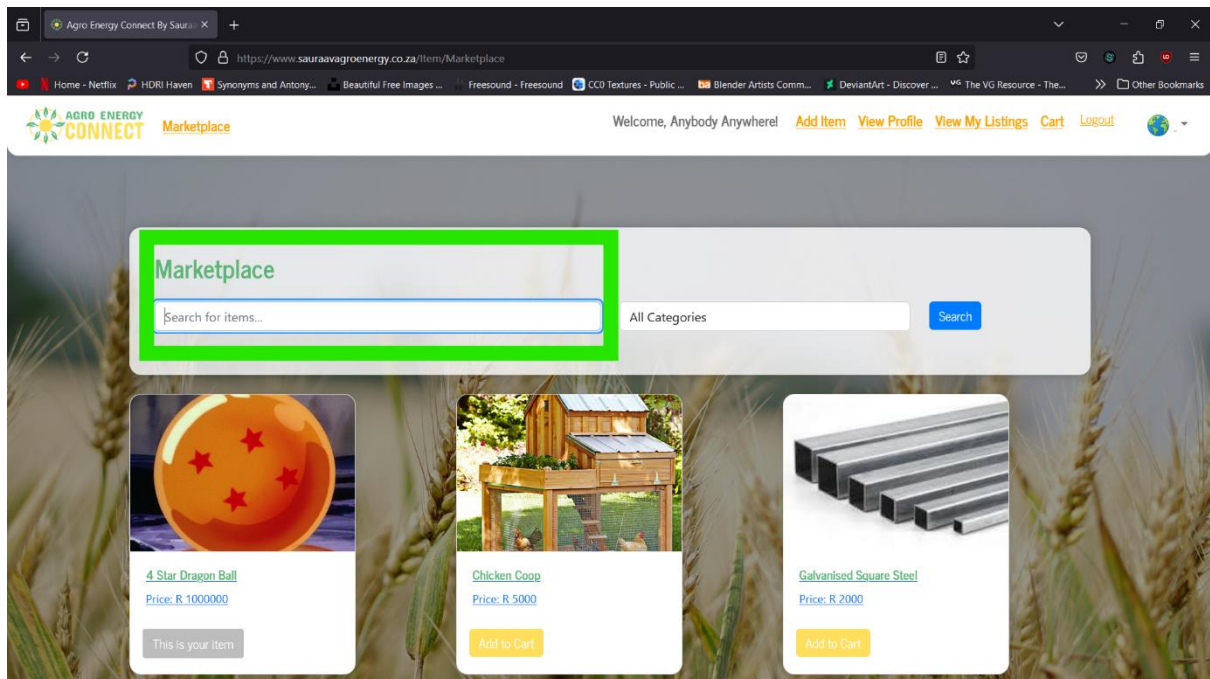 Agro Energy Connect By Saura
https://www.sauraavagroenergy.co.za/Item/Marketplace
Home - Netflix HDRI Haven Synonyms and Antony... Beautiful Free Images ... Freesound - Freesound CC0 Textures - Public ... Blender Artists Comm... DeviantArt - Discover ... VG The VG Resource - The... Other Bookmarks
AGRO ENERGY
CONNECT
Marketplace
Welcome, Anybody Anywhere! Add Item View Profile View My Listings Cart Logout
Marketplace
Search for items...
All Categories
Search
4 Star Dragon Ball
Price: R 1000000
This is your item
Chicken Coop
Price: R 5000
Add to Cart
Galvanised Square Steel
Price: R 2000
Add to Cart